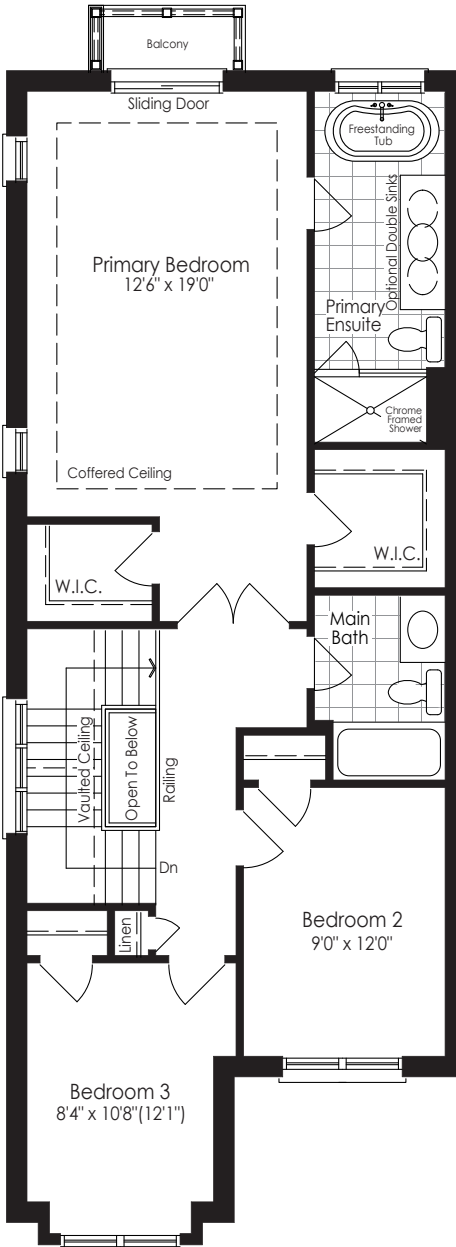 Balcony
Sliding Door
Freestanding
Tub
Optional Double Sinks
Primary Bedroom
12'6" x 19'0"
Primary
Ensuite
Chrome
Framed
Shower
Coffered Ceiling
W.I.C.
W.I.C.
Main
Bath
Vaulted Ceiling
Open To Below
Railing
Dn
Linen
Bedroom 2
9'0" x 12'0"
Bedroom 3
8'4" x 10'8"(12'1")